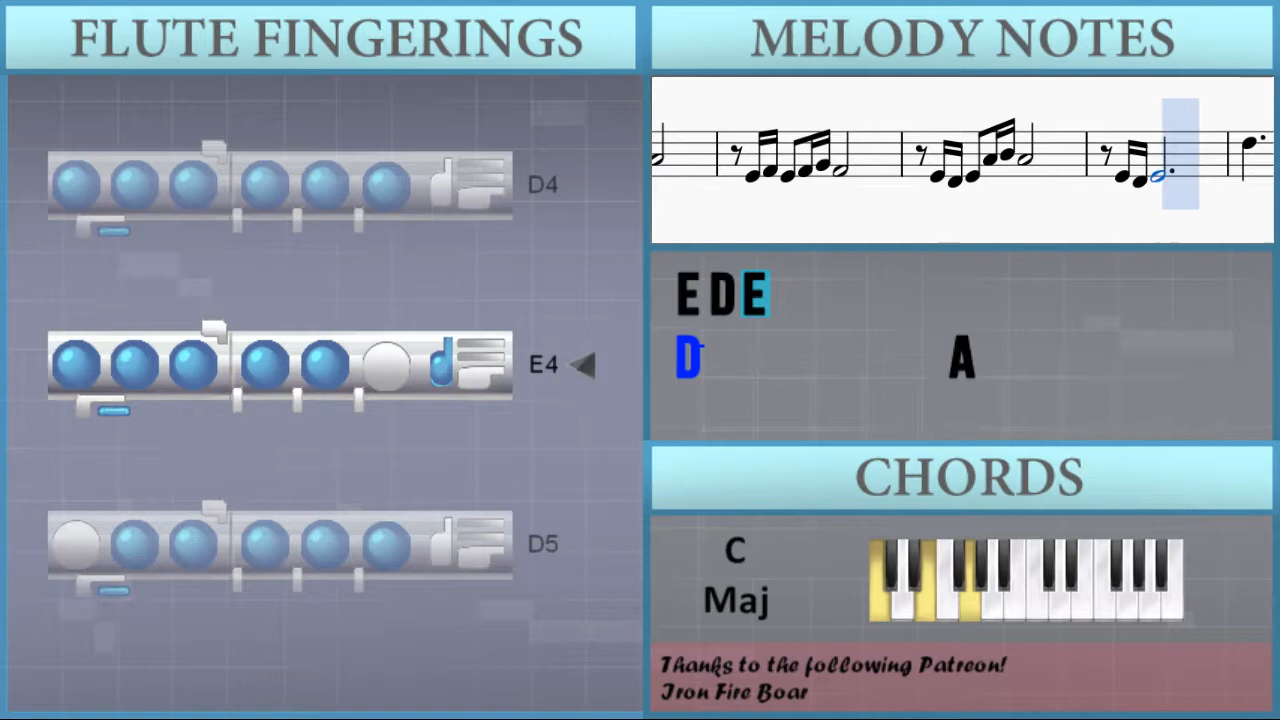 FLUTE FINGERINGS
D4
E4
D5
MELODY NOTES
E D E
D A
CHORDS
C
Maj
Thanks to the following Patreon!
Iron Fire Boar